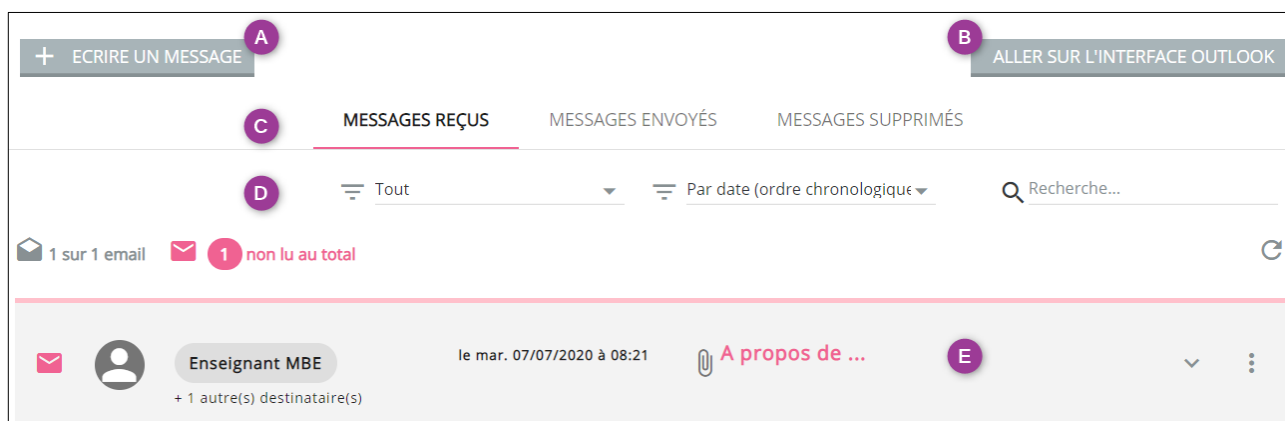 A
B
+ ECRIRE UN MESSAGE
ALLER SUR L'INTERFACE OUTLOOK
C
MESSAGES REÇUS MESSAGES ENVOYÉS MESSAGES SUPPRIMÉS
D
Tout Par date (ordre chronologique Recherche...
1 sur 1 email 1 non lu au total
Enseignant MBE le mar. 07/07/2020 à 08:21 A propos de ... E
+ 1 autre(s) destinataire(s)